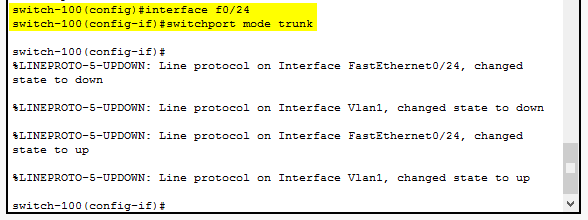 switch-100(config)#interface f0/24
switch-100(config-if)#switchport mode trunk
switch-100(config-if)#
%LINEPROTO-5-UPDOWN: Line protocol on Interface FastEthernet0/24, changed
state to down
%LINEPROTO-5-UPDOWN: Line protocol on Interface Vlan1, changed state to down
%LINEPROTO-5-UPDOWN: Line protocol on Interface FastEthernet0/24, changed
state to up
%LINEPROTO-5-UPDOWN: Line protocol on Interface Vlan1, changed state to up
switch-100(config-if)#